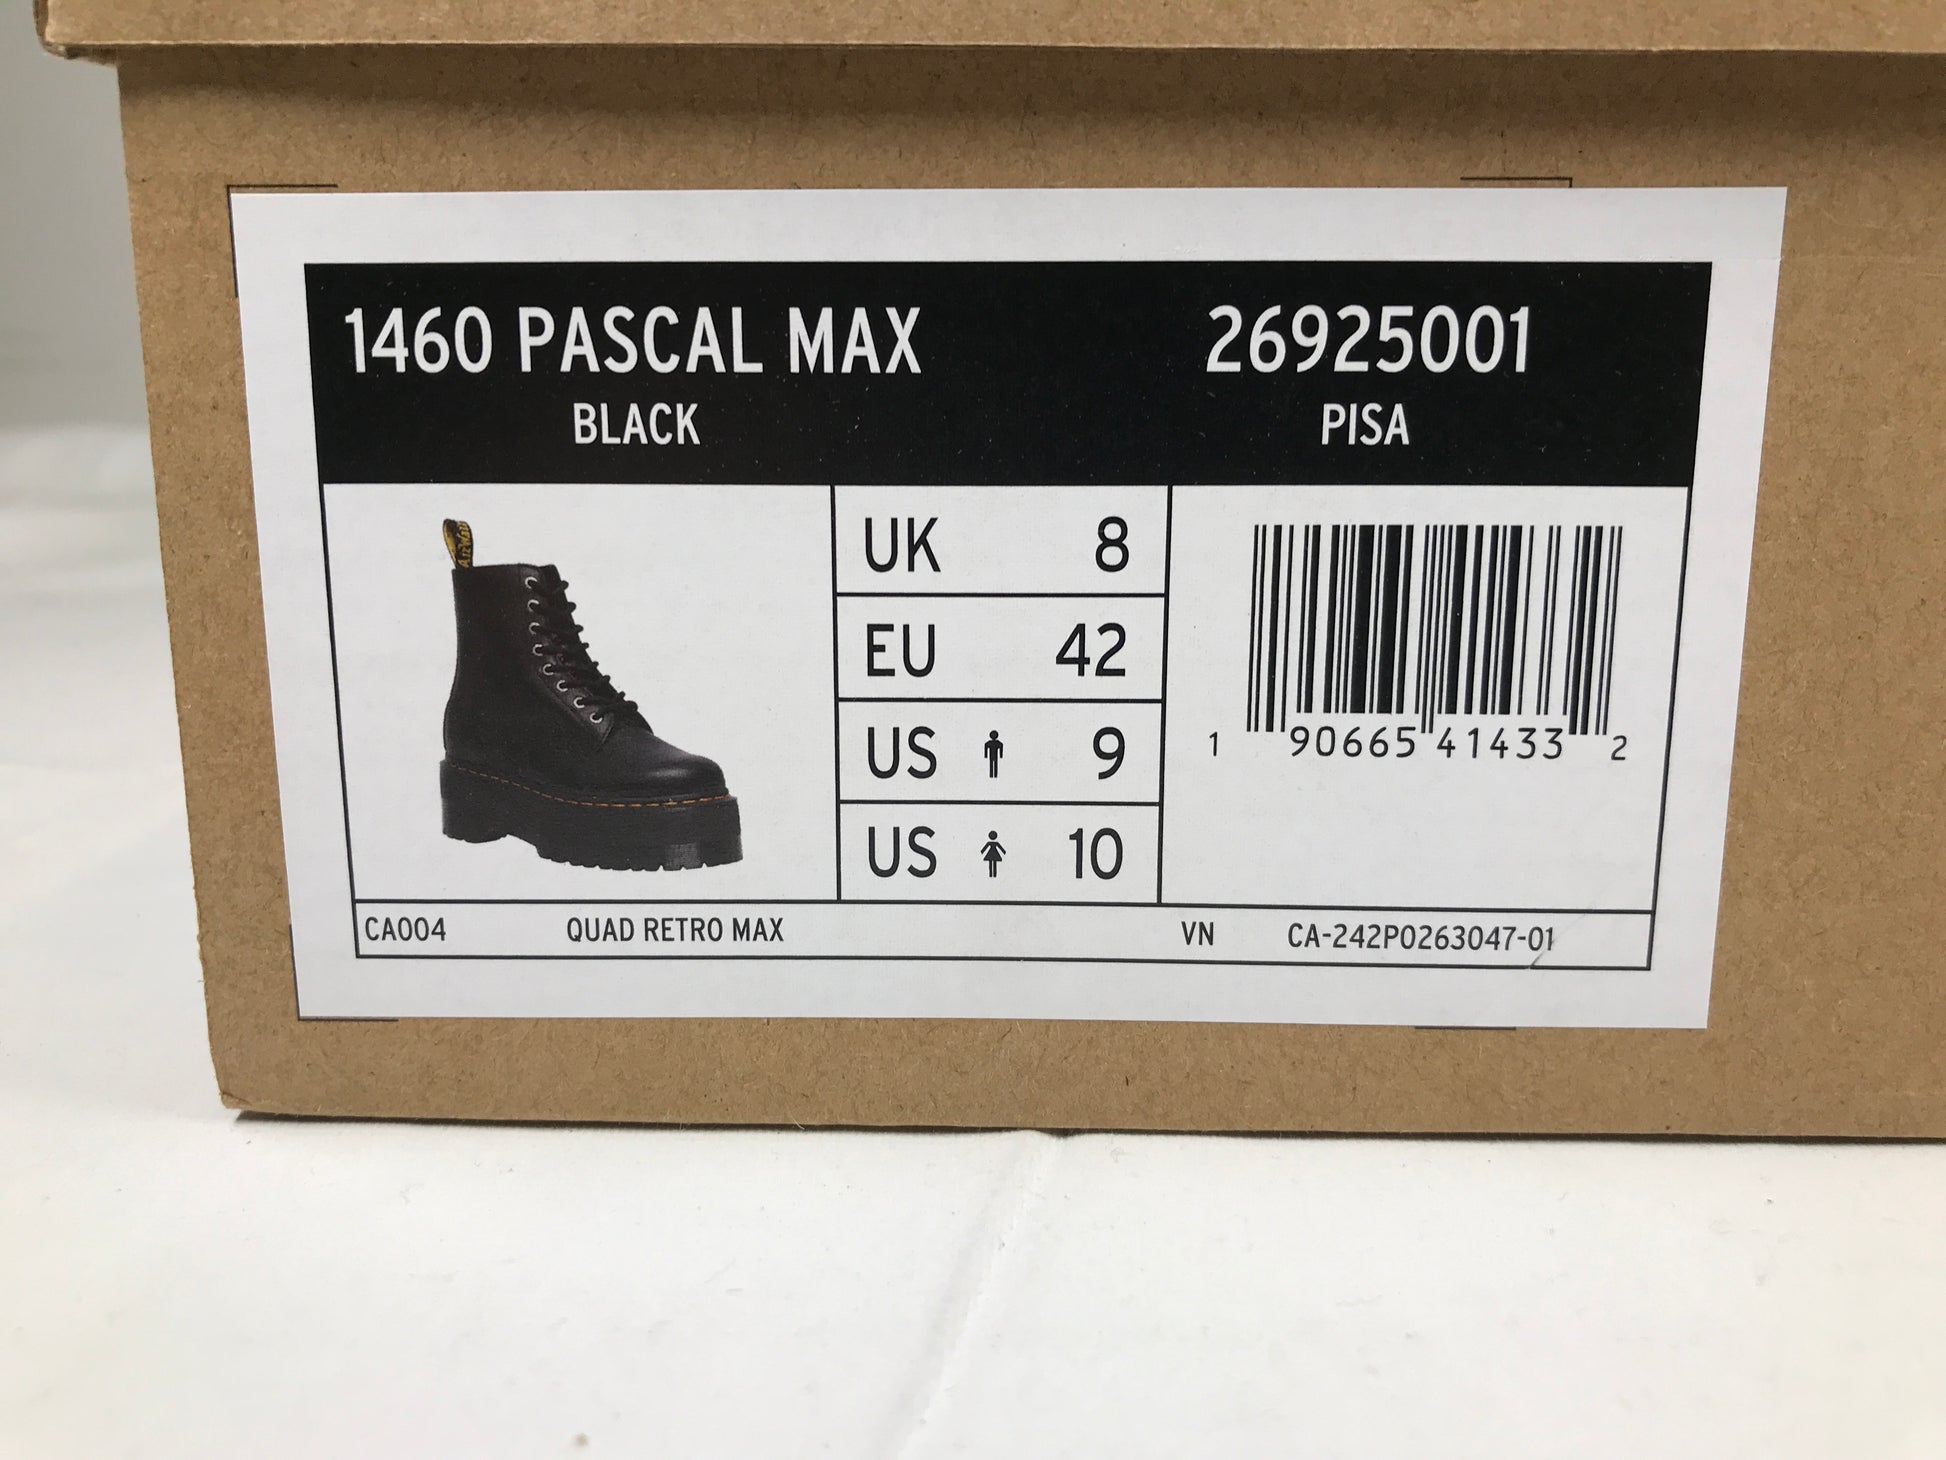 1460 PASCAL MAX 26925001
BLACK PISA
UK 8
EU 42
US 9
US 10
1 90665 41433 2
CA004 QUAD RETRO MAX VN CA-242P0263047-01